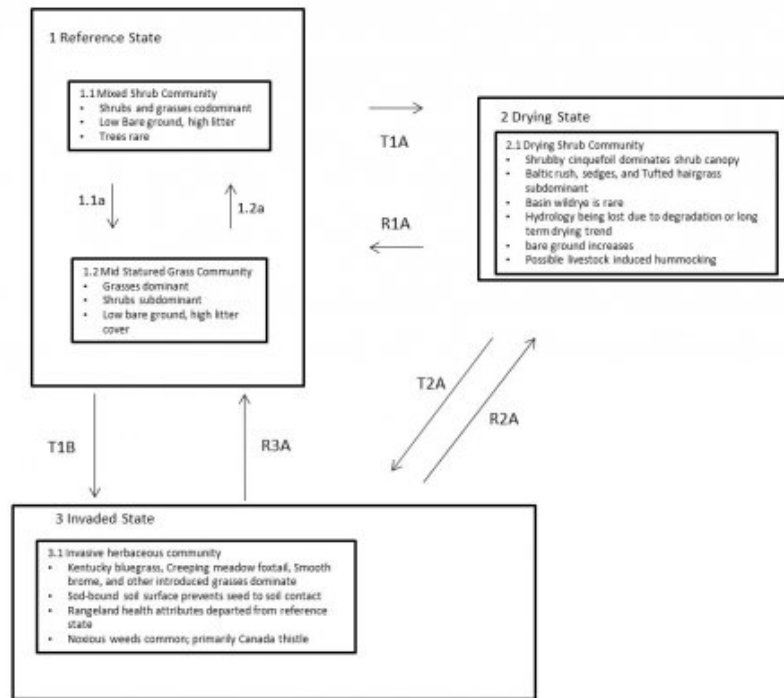 1 Reference State
1.1 Mixed Shrub Community
• Shrubs and grasses codominant
• Low Bare ground, high litter
• Trees rare
1.1a
1.2a
1.2 Mid Statured Grass Community
• Grasses dominant
• Shrubs subdominant
• Low bare ground, high litter
cover
T1A
R1A
2 Drying State
2.1 Drying Shrub Community
• Shrubby cinquefoil dominates shrub canopy
• Baltic rush, sedges, and Tufted hairgrass
subdominant
• Basin wildrye is rare
• Hydrology being lost due to degradation or long
term drying trend
• bare ground increases
• Possible livestock induced hummocking
T2A
R2A
T1B
R3A
3 Invaded State
3.1 Invasive herbaceous community
• Kentucky bluegrass, Creeping meadow foxtail, Smooth
brome, and other introduced grasses dominate
• Sod-bound soil surface prevents seed to soil contact
• Rangeland health attributes departed from reference
state
• Noxious weeds common; primarily Canada thistle